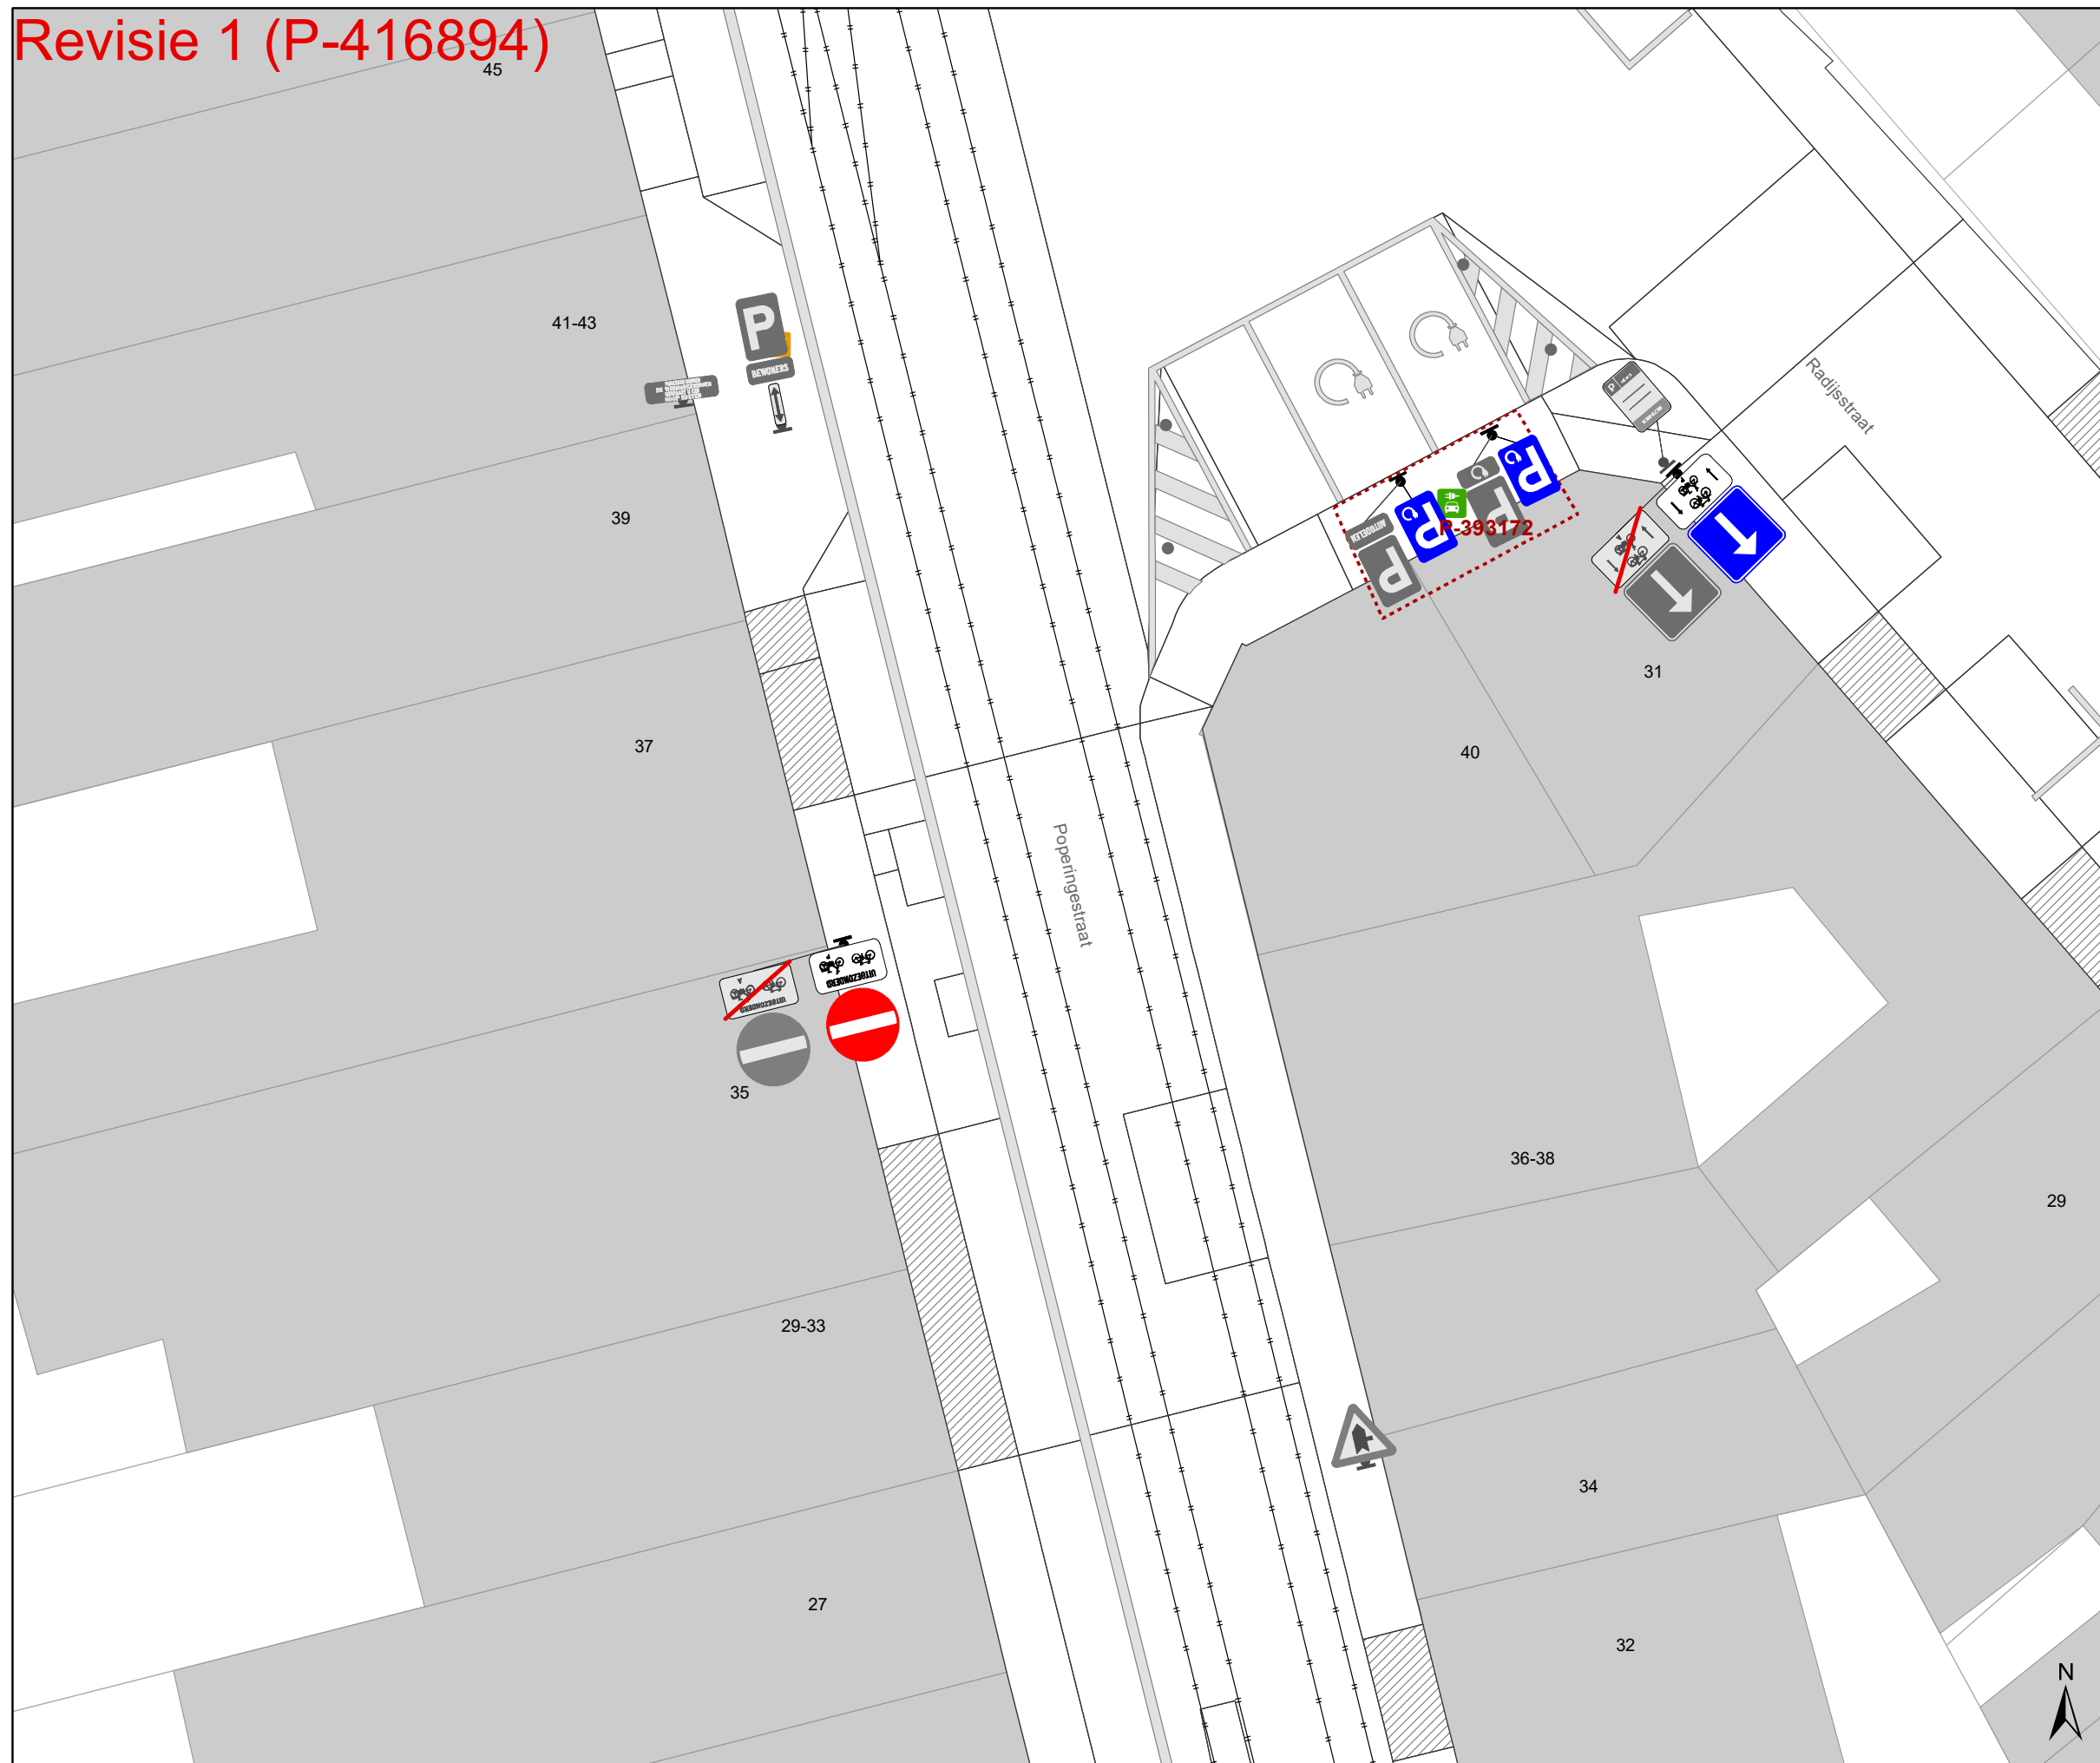 Revisie 1 (P-416894)
45
41-43
P
BEWONERS
39
Radijsstraat
P
P
P
AUTODELEN
P
P
P-393172
31
37
40
Poperingestraat
UITGEZONDERD
UITGEZONDERD
35
36-38
29
29-33
34
27
32
N